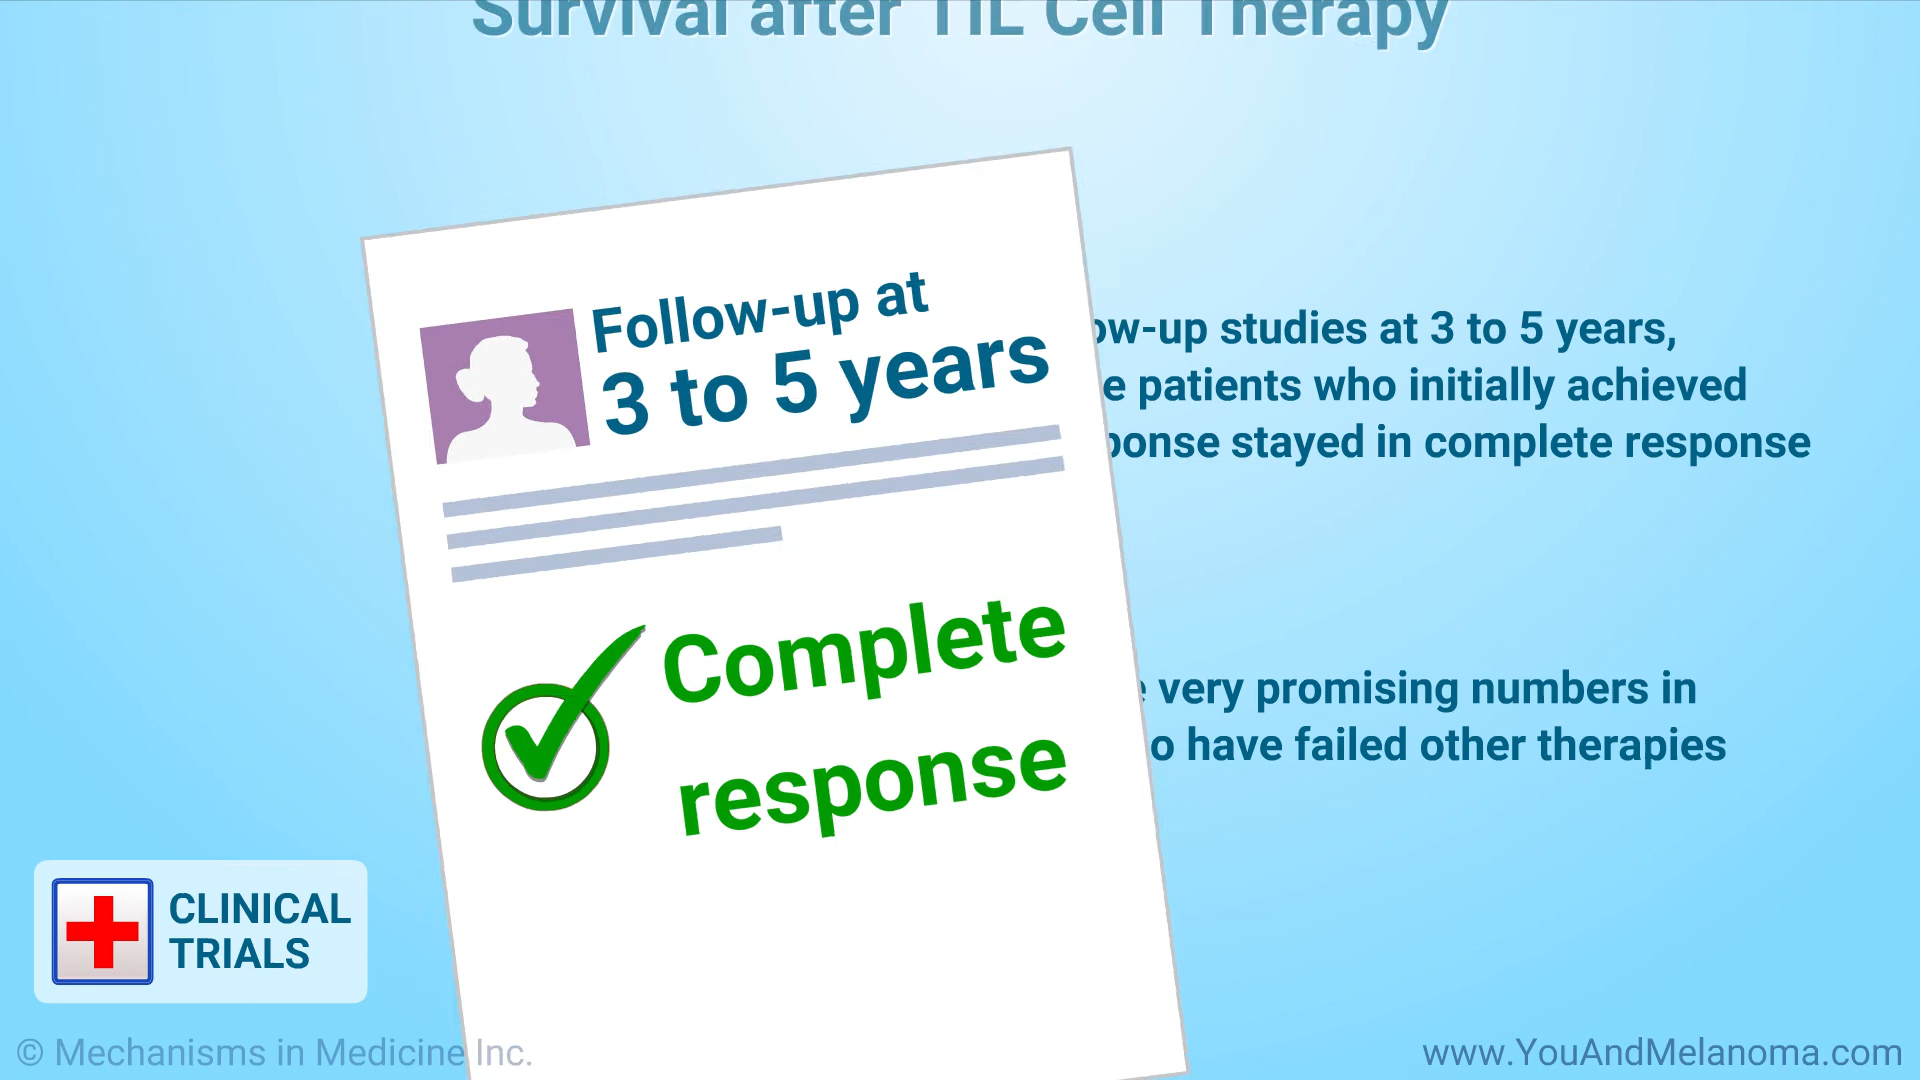 Survival after TIL Cell Therapy
Follow-up at
3 to 5 years
Complete
response
ow-up studies at 3 to 5 years,
e patients who initially achieved
ponse stayed in complete response
very promising numbers in
o have failed other therapies
CLINICAL
TRIALS
© Mechanisms in Medicine Inc.
www.YouAndMelanoma.com